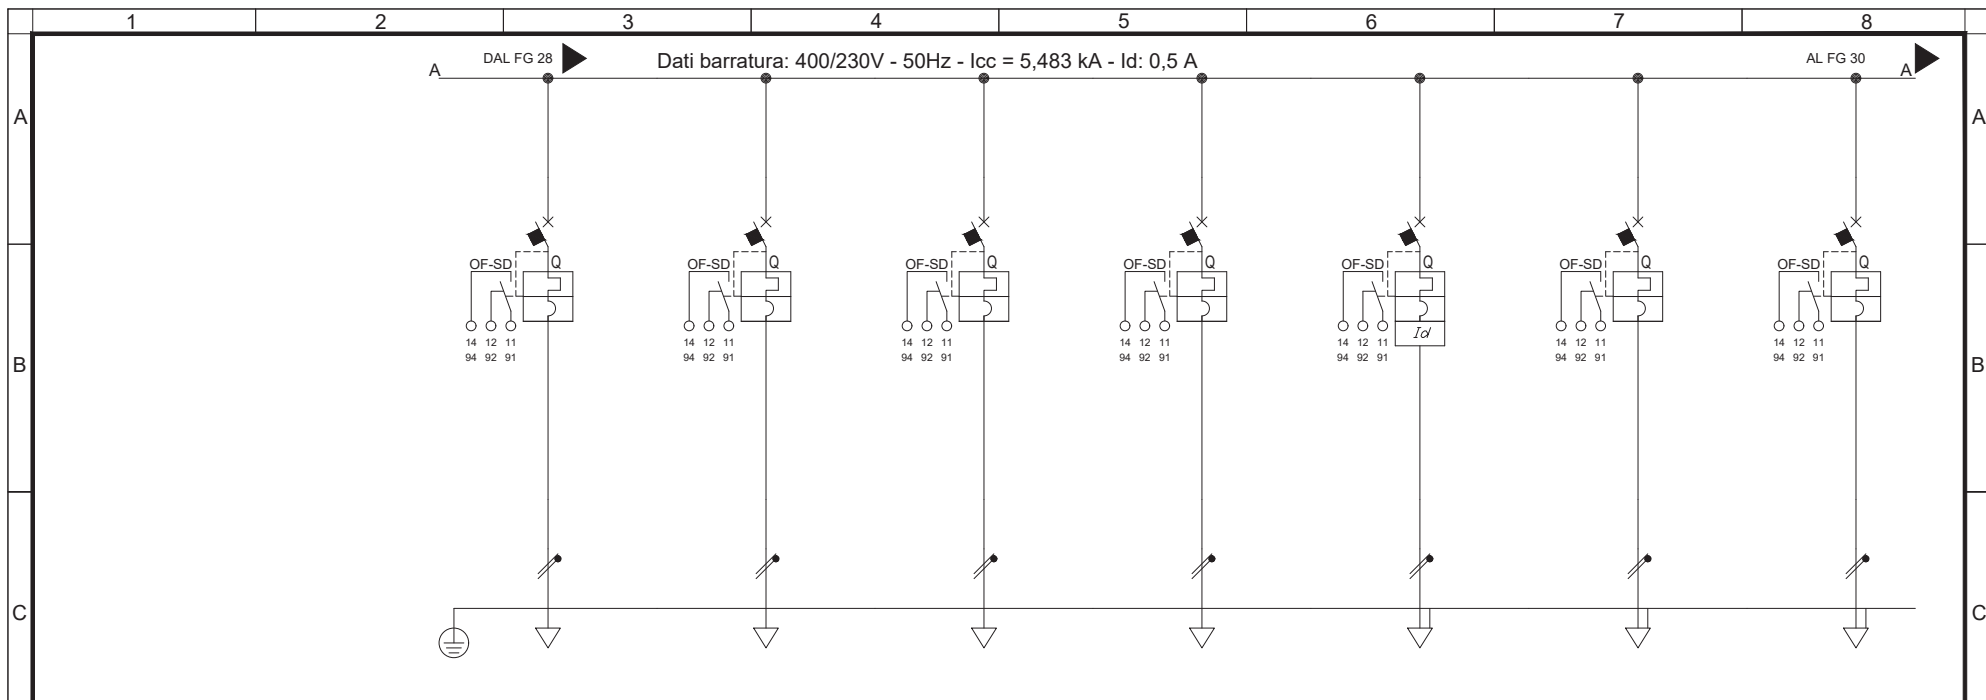 1 2 3 4 5 6 7 8
DAL FG 28 Dati barratura: 400/230V - 50Hz - Icc = 5,483 kA - Id: 0,5 A AL FG 30
A A
A A
OF-SD Q OF-SD Q OF-SD Q OF-SD Q OF-SD Q OF-SD Q OF-SD Q
Id
14 12 11 14 12 11 14 12 11 14 12 11 14 12 11 14 12 11 14 12 11
94 92 91 94 92 91 94 92 91 94 92 91 94 92 91 94 92 91 94 92 91
B B
C C